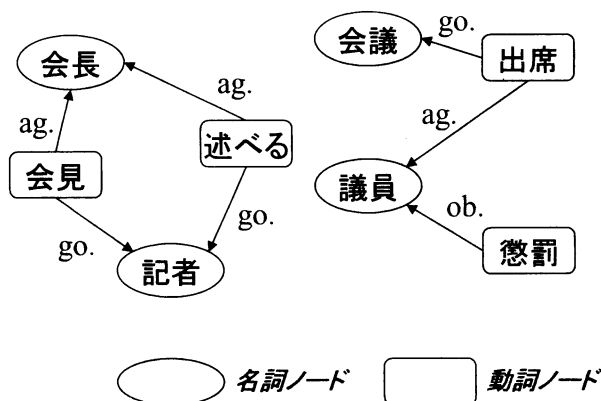 会長
ag.
ag.
述べる
会見
go.
go.
記者
会議
go.
出席
ag.
議員
ob.
懲罰
名詞ノード
動詞ノード